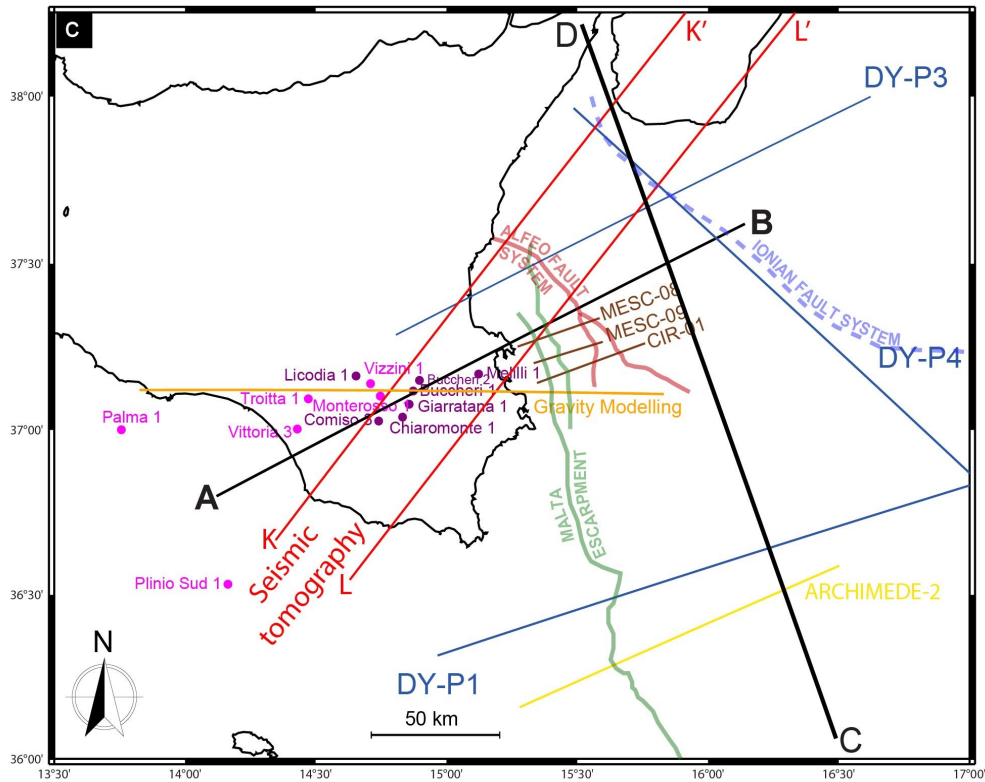 C
D
K'
L'
DY-P3
38°00'
B
ALFEO FAULT
SYSTEM
IONIAN FAULT SYSTEM
37°30'
MESC-08
MESC-09
CIR-01
DY-P4
Licodia 1
Vizzini 1
Buccheri 2
Melilli 1
Buccheri 1
Troitta 1
Monterosso 1
Giarratana 1
Gravity Modelling
Palma 1
Vittoria 3
Comiso 3
Chiaromonte 1
37°00'
A
MALTA
ESCARPMENT
K
Seismic
tomography
L
Plinio Sud 1
36°30'
ARCHIMEDE-2
N
DY-P1
50 km
C
36°00'
13°30'
14°00'
14°30'
15°00'
15°30'
16°00'
16°30'
17°00'